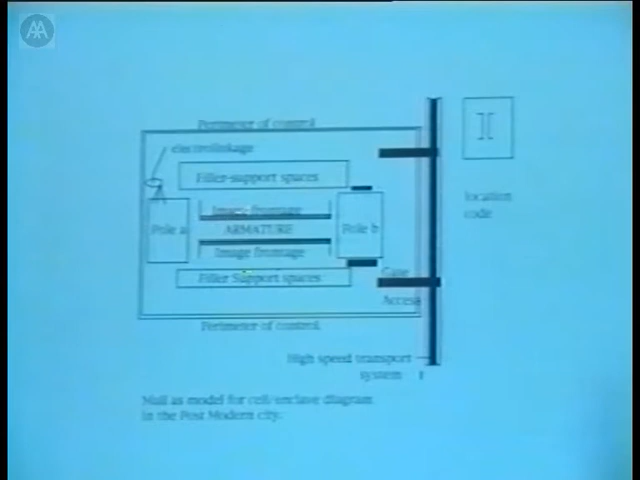 AA
Perimeter of control
electrolinkage
Filler-support spaces
Image frontage
Pole a
ARMATURE
Pole b
Image frontage
Filler Support spaces
Gate
Access
Perimeter of control.
High speed transport
system
location
code
Mall as model for cell/enclave diagram
in the Post Modern city.